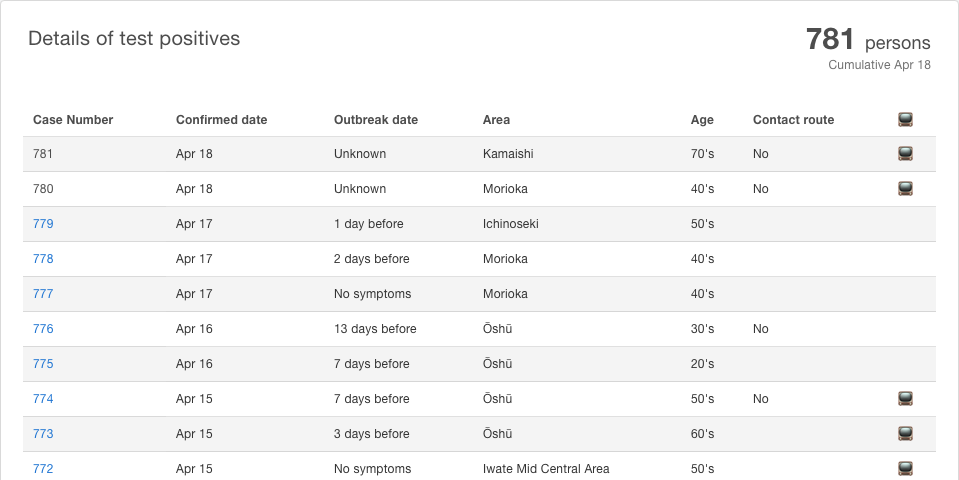 Details of test positives
781 persons
Cumulative Apr 18
Case Number Confirmed date Outbreak date Area Age Contact route
781 Apr 18 Unknown Kamaishi 70's No
780 Apr 18 Unknown Morioka 40's No
779 Apr 17 1 day before Ichinoseki 50's
778 Apr 17 2 days before Morioka 40's
777 Apr 17 No symptoms Morioka 40's
776 Apr 16 13 days before Ōshū 30's No
775 Apr 16 7 days before Ōshū 20's
774 Apr 15 7 days before Ōshū 50's No
773 Apr 15 3 days before Ōshū 60's
772 Apr 15 No symptoms Iwate Mid Central Area 50's